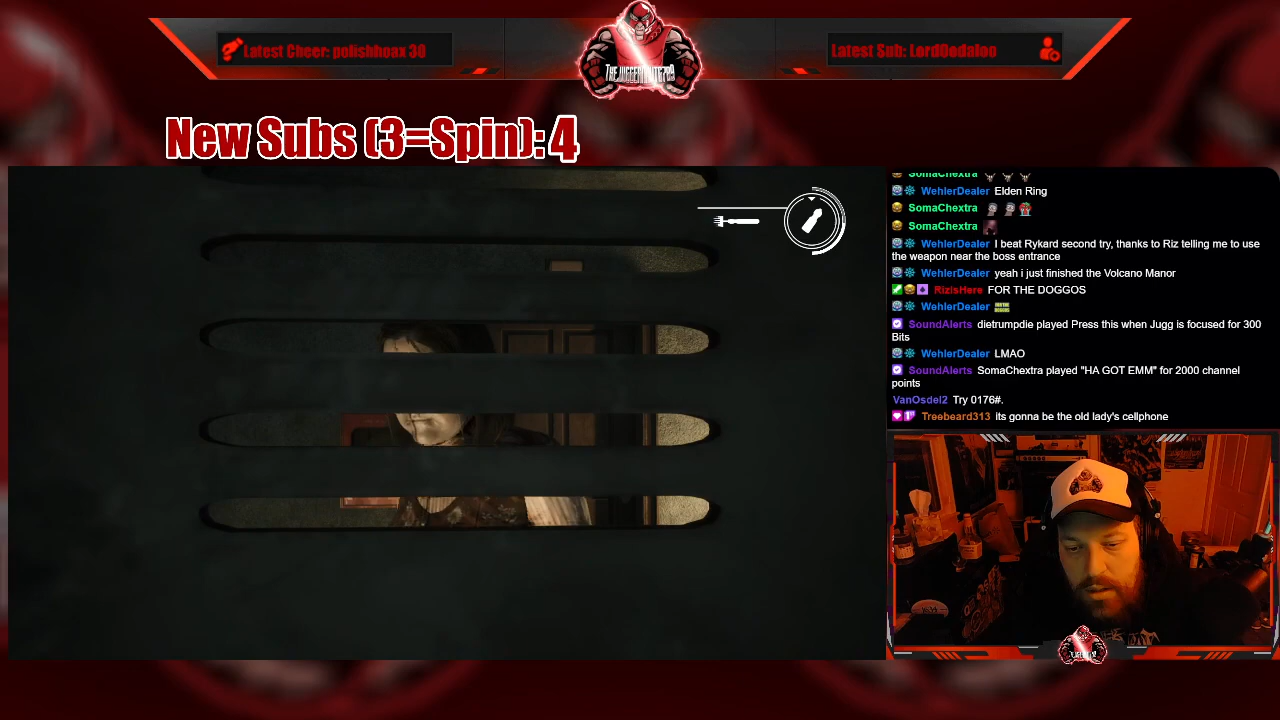 Latest Cheer: polishhoax 30
Latest Sub: LordOodaloo
New Subs (3=Spin): 4
SomaChextra
WehlerDealer Elden Ring
SomaChextra
SomaChextra
WehlerDealer I beat Rykard second try, thanks to Riz telling me to use
the weapon near the boss entrance
WehlerDealer yeah i just finished the Volcano Manor
RizisHere FOR THE DOGGOS
WehlerDealer
SoundAlerts dietrumpdie played Press this when Jugg is focused for 300
Bits
WehlerDealer LMAO
SoundAlerts SomaChextra played "HA GOT EMM" for 2000 channel
points
VanOsdel2 Try 0176#.
Treebeard313 its gonna be the old lady's cellphone